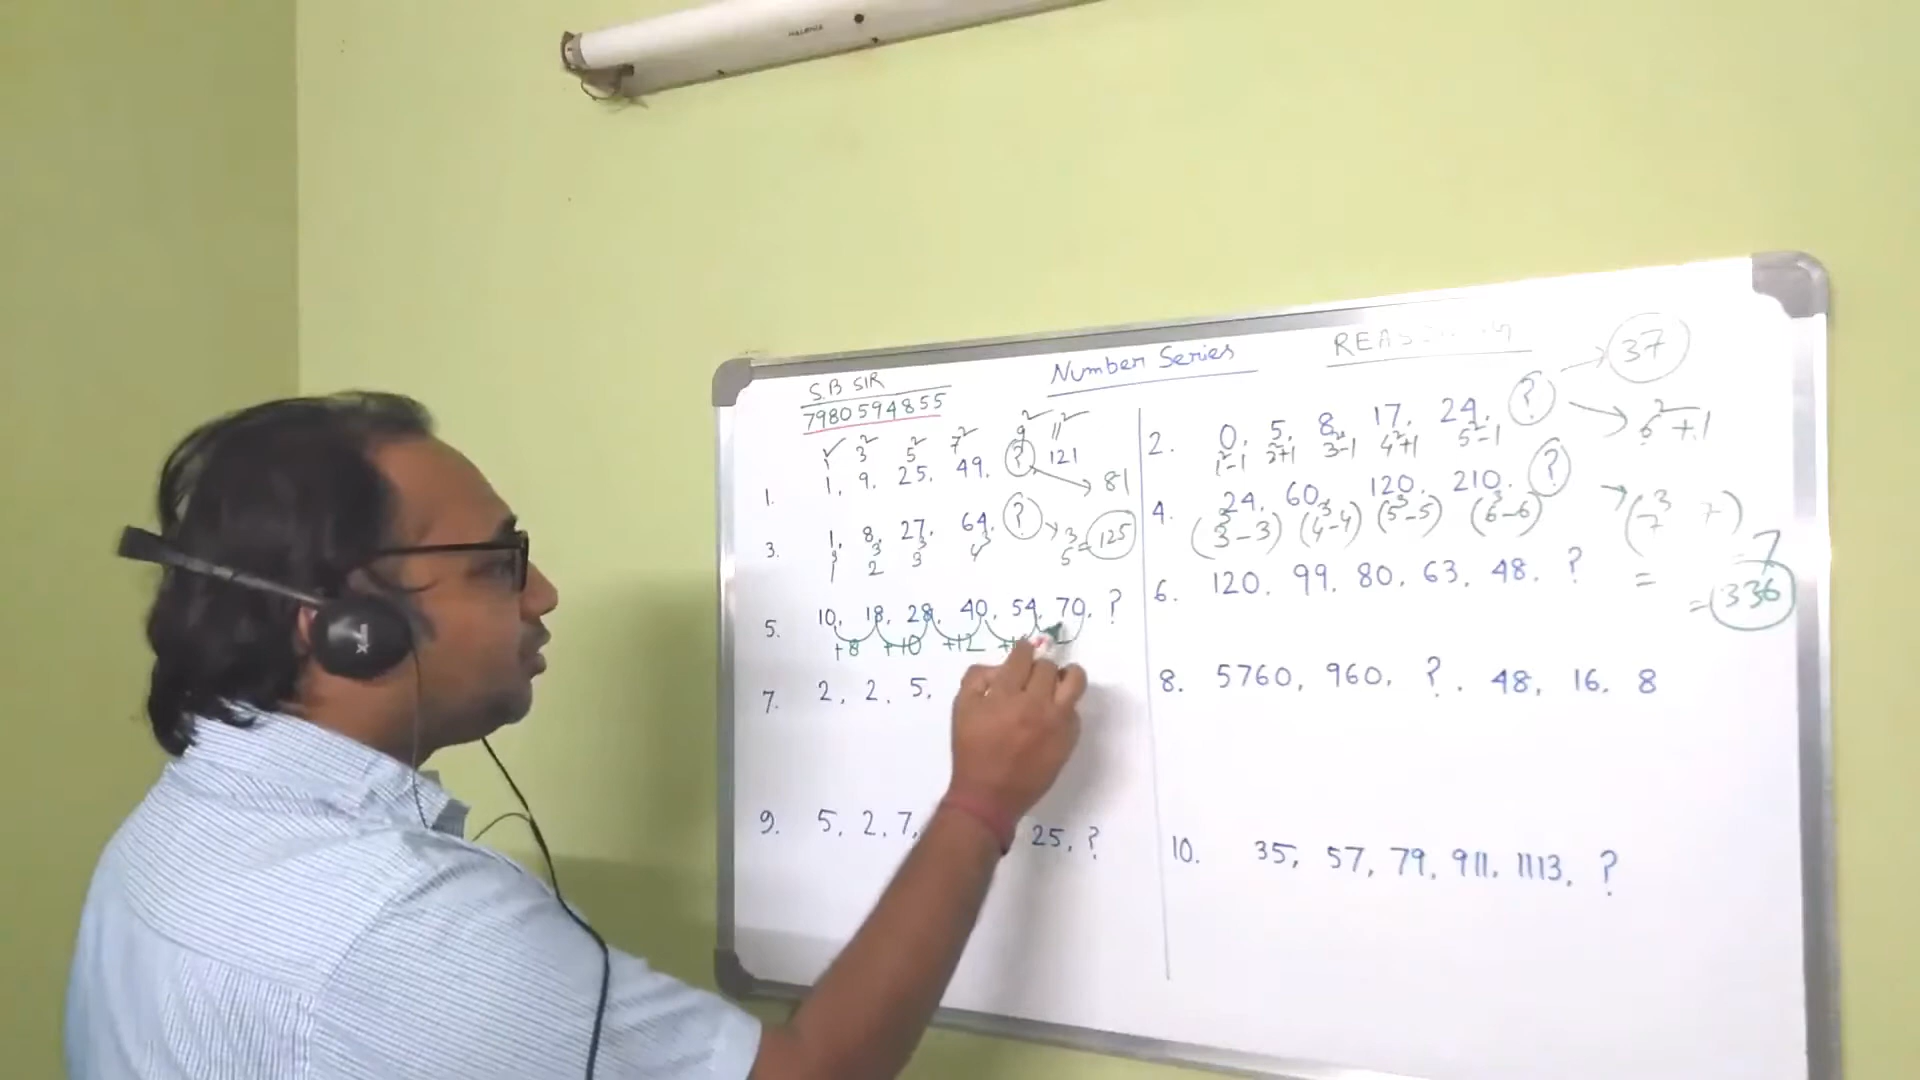 Number Series
REASONING
S.B SIR
7980594855
1² 3² 5² 7² 9² 11²
1. 1, 9, 25, 49, ? 121
→ 81
2. 0, 5, 8, 17, 24, ?
1²-1 2²+1 3²-1 4²+1 5²-1
→ 37
→ 6²+1
3. 1, 8, 27, 64, ? → 5³ = 125
1³ 2³ 3³ 4³
4. 24, 60, 120, 210, ?
(3³-3) (4³-4) (5³-5) (6³-6)
→ (7³ 7)
= 336
5. 10, 18, 28, 40, 54, 70, ?
+8 +10 +12
6. 120, 99, 80, 63, 48, ?
7. 2, 2, 5,
8. 5760, 960, ?, 48, 16, 8
9. 5, 2, 7, 25, ?
10. 35, 57, 79, 911, 1113, ?